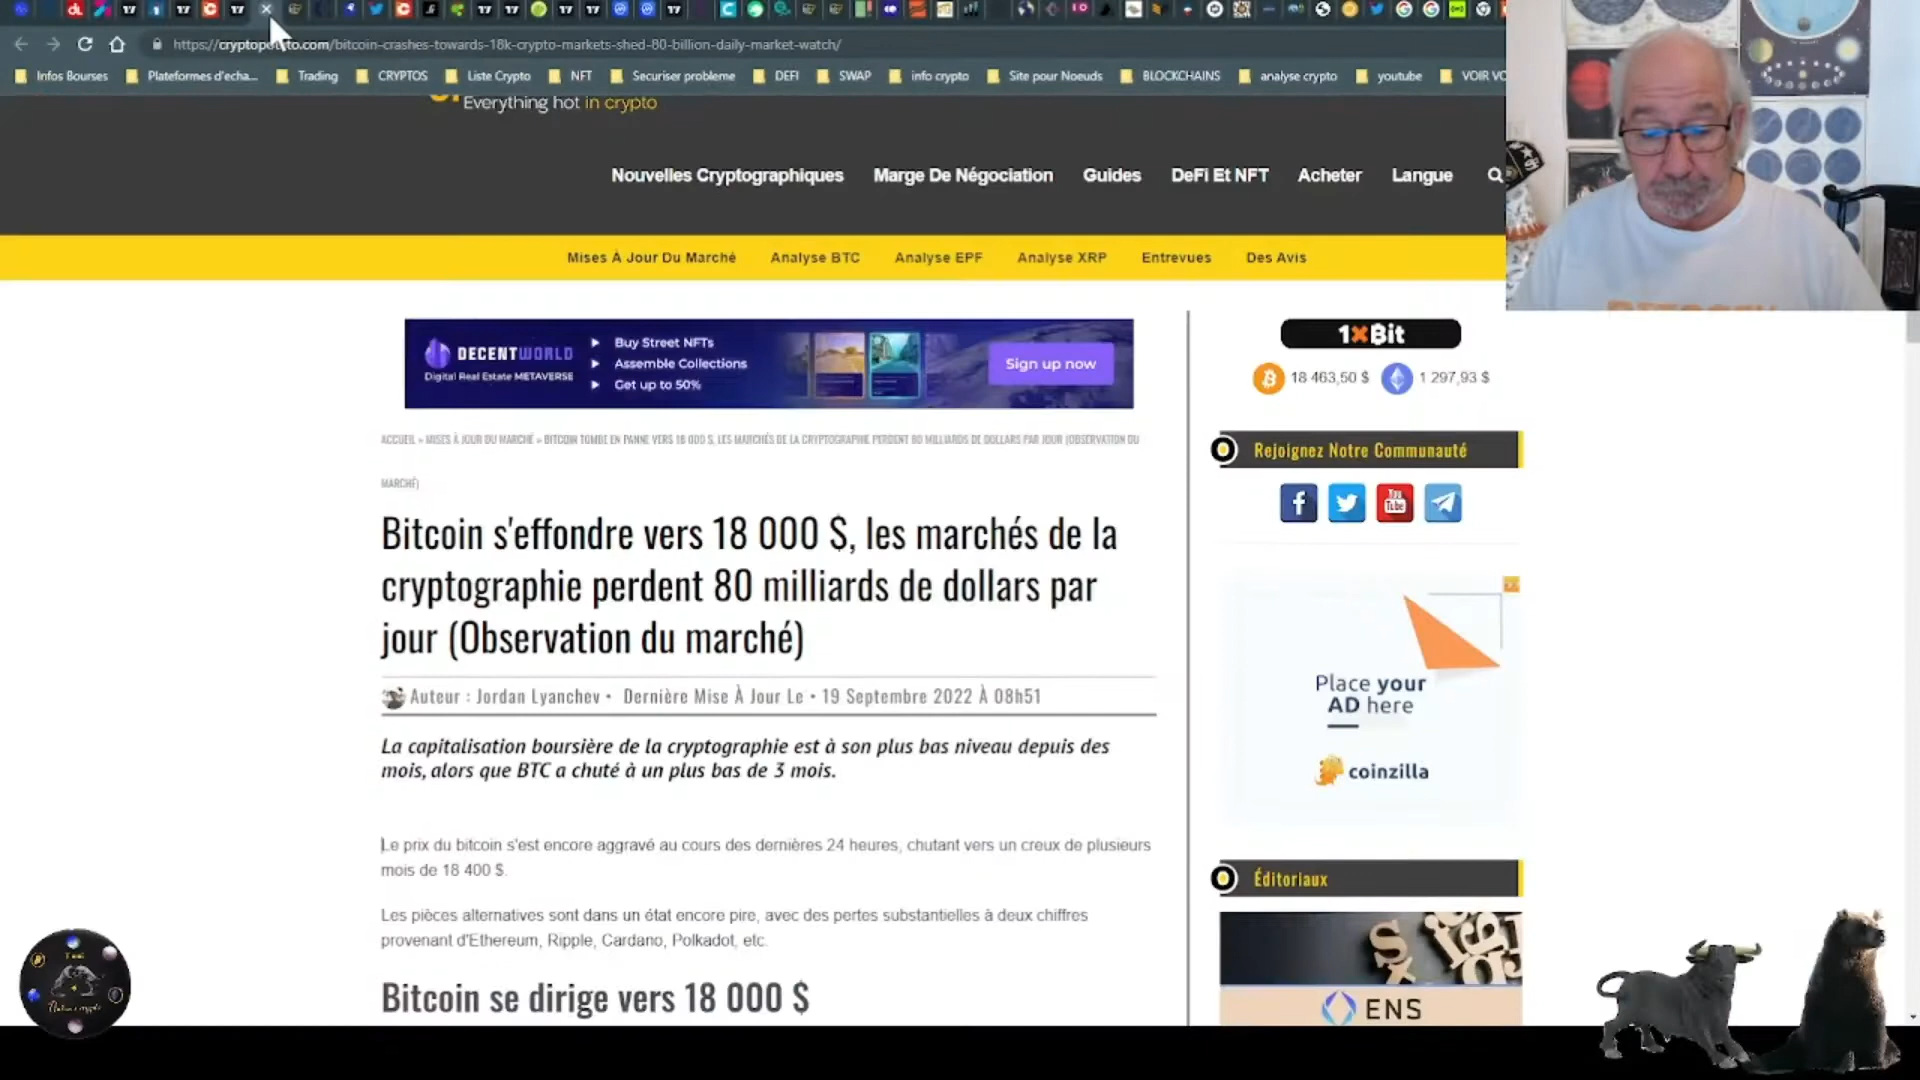 https://cryptopotato.com/bitcoin-crashes-towards-18k-crypto-markets-shed-80-billion-daily-market-watch/
Infos Bourses
Plateformes d'echa...
Trading
CRYPTOS
Liste Crypto
NFT
Securiser probleme
DEFI
SWAP
info crypto
Site pour Noeuds
BLOCKCHAINS
analyse crypto
youtube
VOIR VO
Everything hot in crypto
Nouvelles Cryptographiques
Marge De Négociation
Guides
DeFi Et NFT
Acheter
Langue
Mises À Jour Du Marché
Analyse BTC
Analyse EPF
Analyse XRP
Entrevues
Des Avis
DECENTWORLD
Digital Real Estate METAVERSE
Buy Street NFTs
Assemble Collections
Get up to 50%
Sign up now
1xBit
18 463,50 $
1 297,93 $
ACCUEIL » MISES À JOUR DU MARCHÉ » BITCOIN TOMBE EN PANNE VERS 18 000 $, LES MARCHÉS DE LA CRYPTOGRAPHIE PERDENT 80 MILLIARDS DE DOLLARS PAR JOUR (OBSERVATION DU
MARCHÉ)
Bitcoin s'effondre vers 18 000 $, les marchés de la
cryptographie perdent 80 milliards de dollars par
jour (Observation du marché)
Auteur : Jordan Lyanchev • Dernière Mise À Jour Le • 19 Septembre 2022 À 08h51
La capitalisation boursière de la cryptographie est à son plus bas niveau depuis des
mois, alors que BTC a chuté à un plus bas de 3 mois.
Le prix du bitcoin s'est encore aggravé au cours des dernières 24 heures, chutant vers un creux de plusieurs
mois de 18 400 $.
Les pièces alternatives sont dans un état encore pire, avec des pertes substantielles à deux chiffres
provenant d'Ethereum, Ripple, Cardano, Polkadot, etc.
Bitcoin se dirige vers 18 000 $
Rejoignez Notre Communauté
You
Tube
Place your
AD here
coinzilla
Éditoriaux
ENS